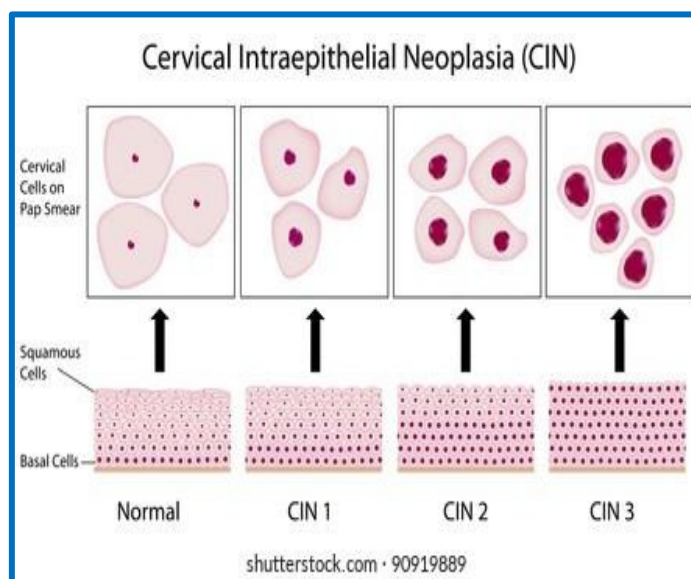 Cervical Intraepithelial Neoplasia (CIN)
Cervical
Cells on
Pap Smear
Squamous
Cells
Basal Cells
Normal
CIN 1
CIN 2
CIN 3
shutterstock.com · 90919889